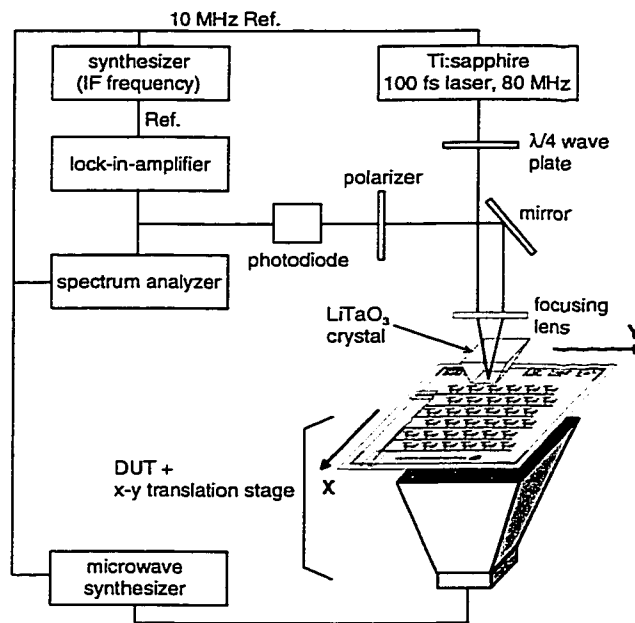 10 MHz Ref.
synthesizer
(IF frequency)
Ti:sapphire
100 fs laser, 80 MHz
Ref.
lock-in-amplifier
λ/4 wave
plate
polarizer
mirror
photodiode
spectrum analyzer
LiTaO₃
crystal
focusing
lens
Y
DUT +
x-y translation stage
X
microwave
synthesizer